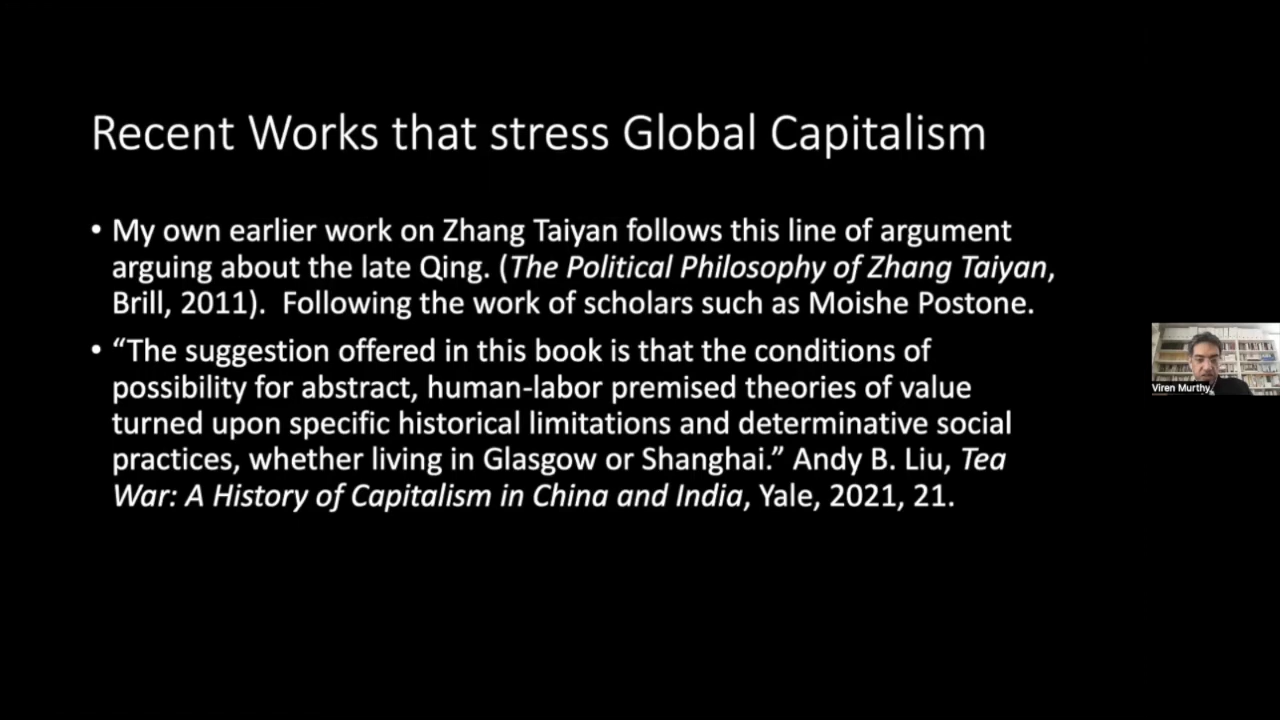 Recent Works that stress Global Capitalism
• My own earlier work on Zhang Taiyan follows this line of argument
arguing about the late Qing. (The Political Philosophy of Zhang Taiyan,
Brill, 2011).  Following the work of scholars such as Moishe Postone.
• “The suggestion offered in this book is that the conditions of
possibility for abstract, human-labor premised theories of value
turned upon specific historical limitations and determinative social
practices, whether living in Glasgow or Shanghai.” Andy B. Liu, Tea
War: A History of Capitalism in China and India, Yale, 2021, 21.
Viren Murthy